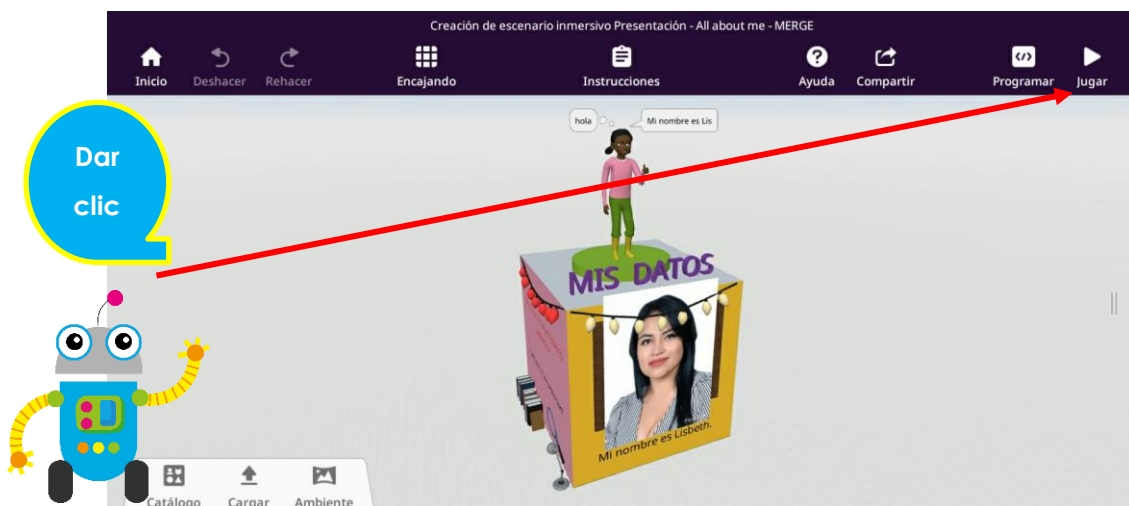 Creación de escenario inmersivo Presentación - All about me - MERGE
Inicio Deshacer Rehacer Encajando Instrucciones Ayuda Compartir Programar Jugar
hola Mi nombre es Lis
Dar
clic
MIS DATOS
Mi nombre es Lisbeth.
Catálogo Cargar Ambiente